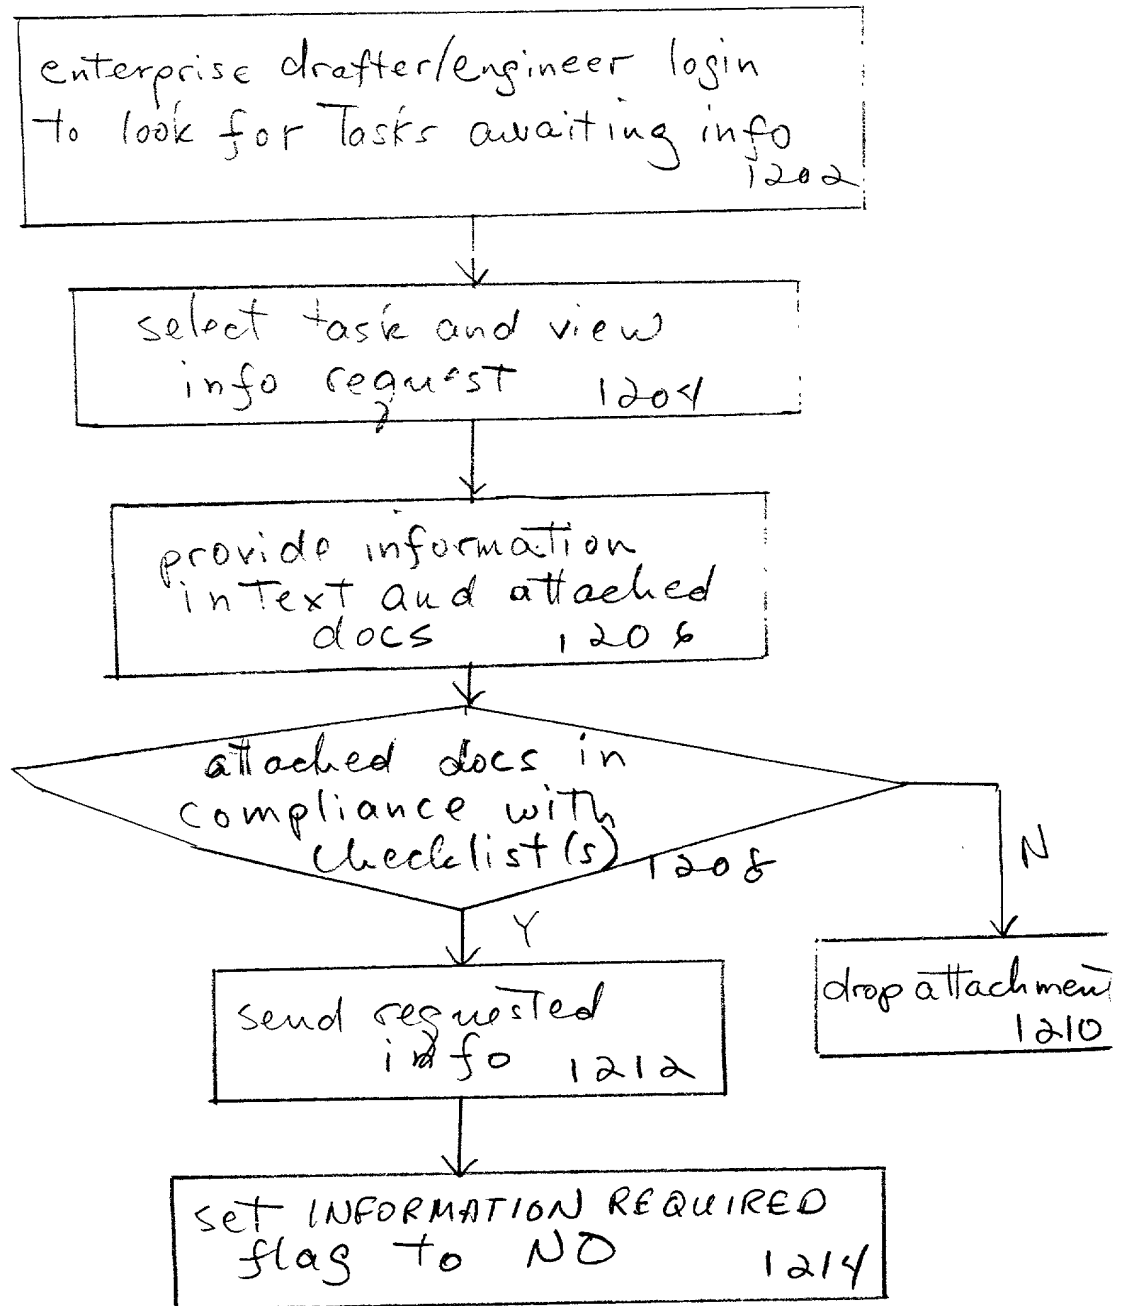 enterprise drafter/engineer login
to look for Tasks awaiting info
1202
select task and view
info request 1204
provide information
in Text and attached
docs 1206
attached docs in
compliance with
checklist(s) 1208
N
Y
drop attachment
1210
send requested
info 1212
set INFORMATION REQUIRED
flag to NO 1214